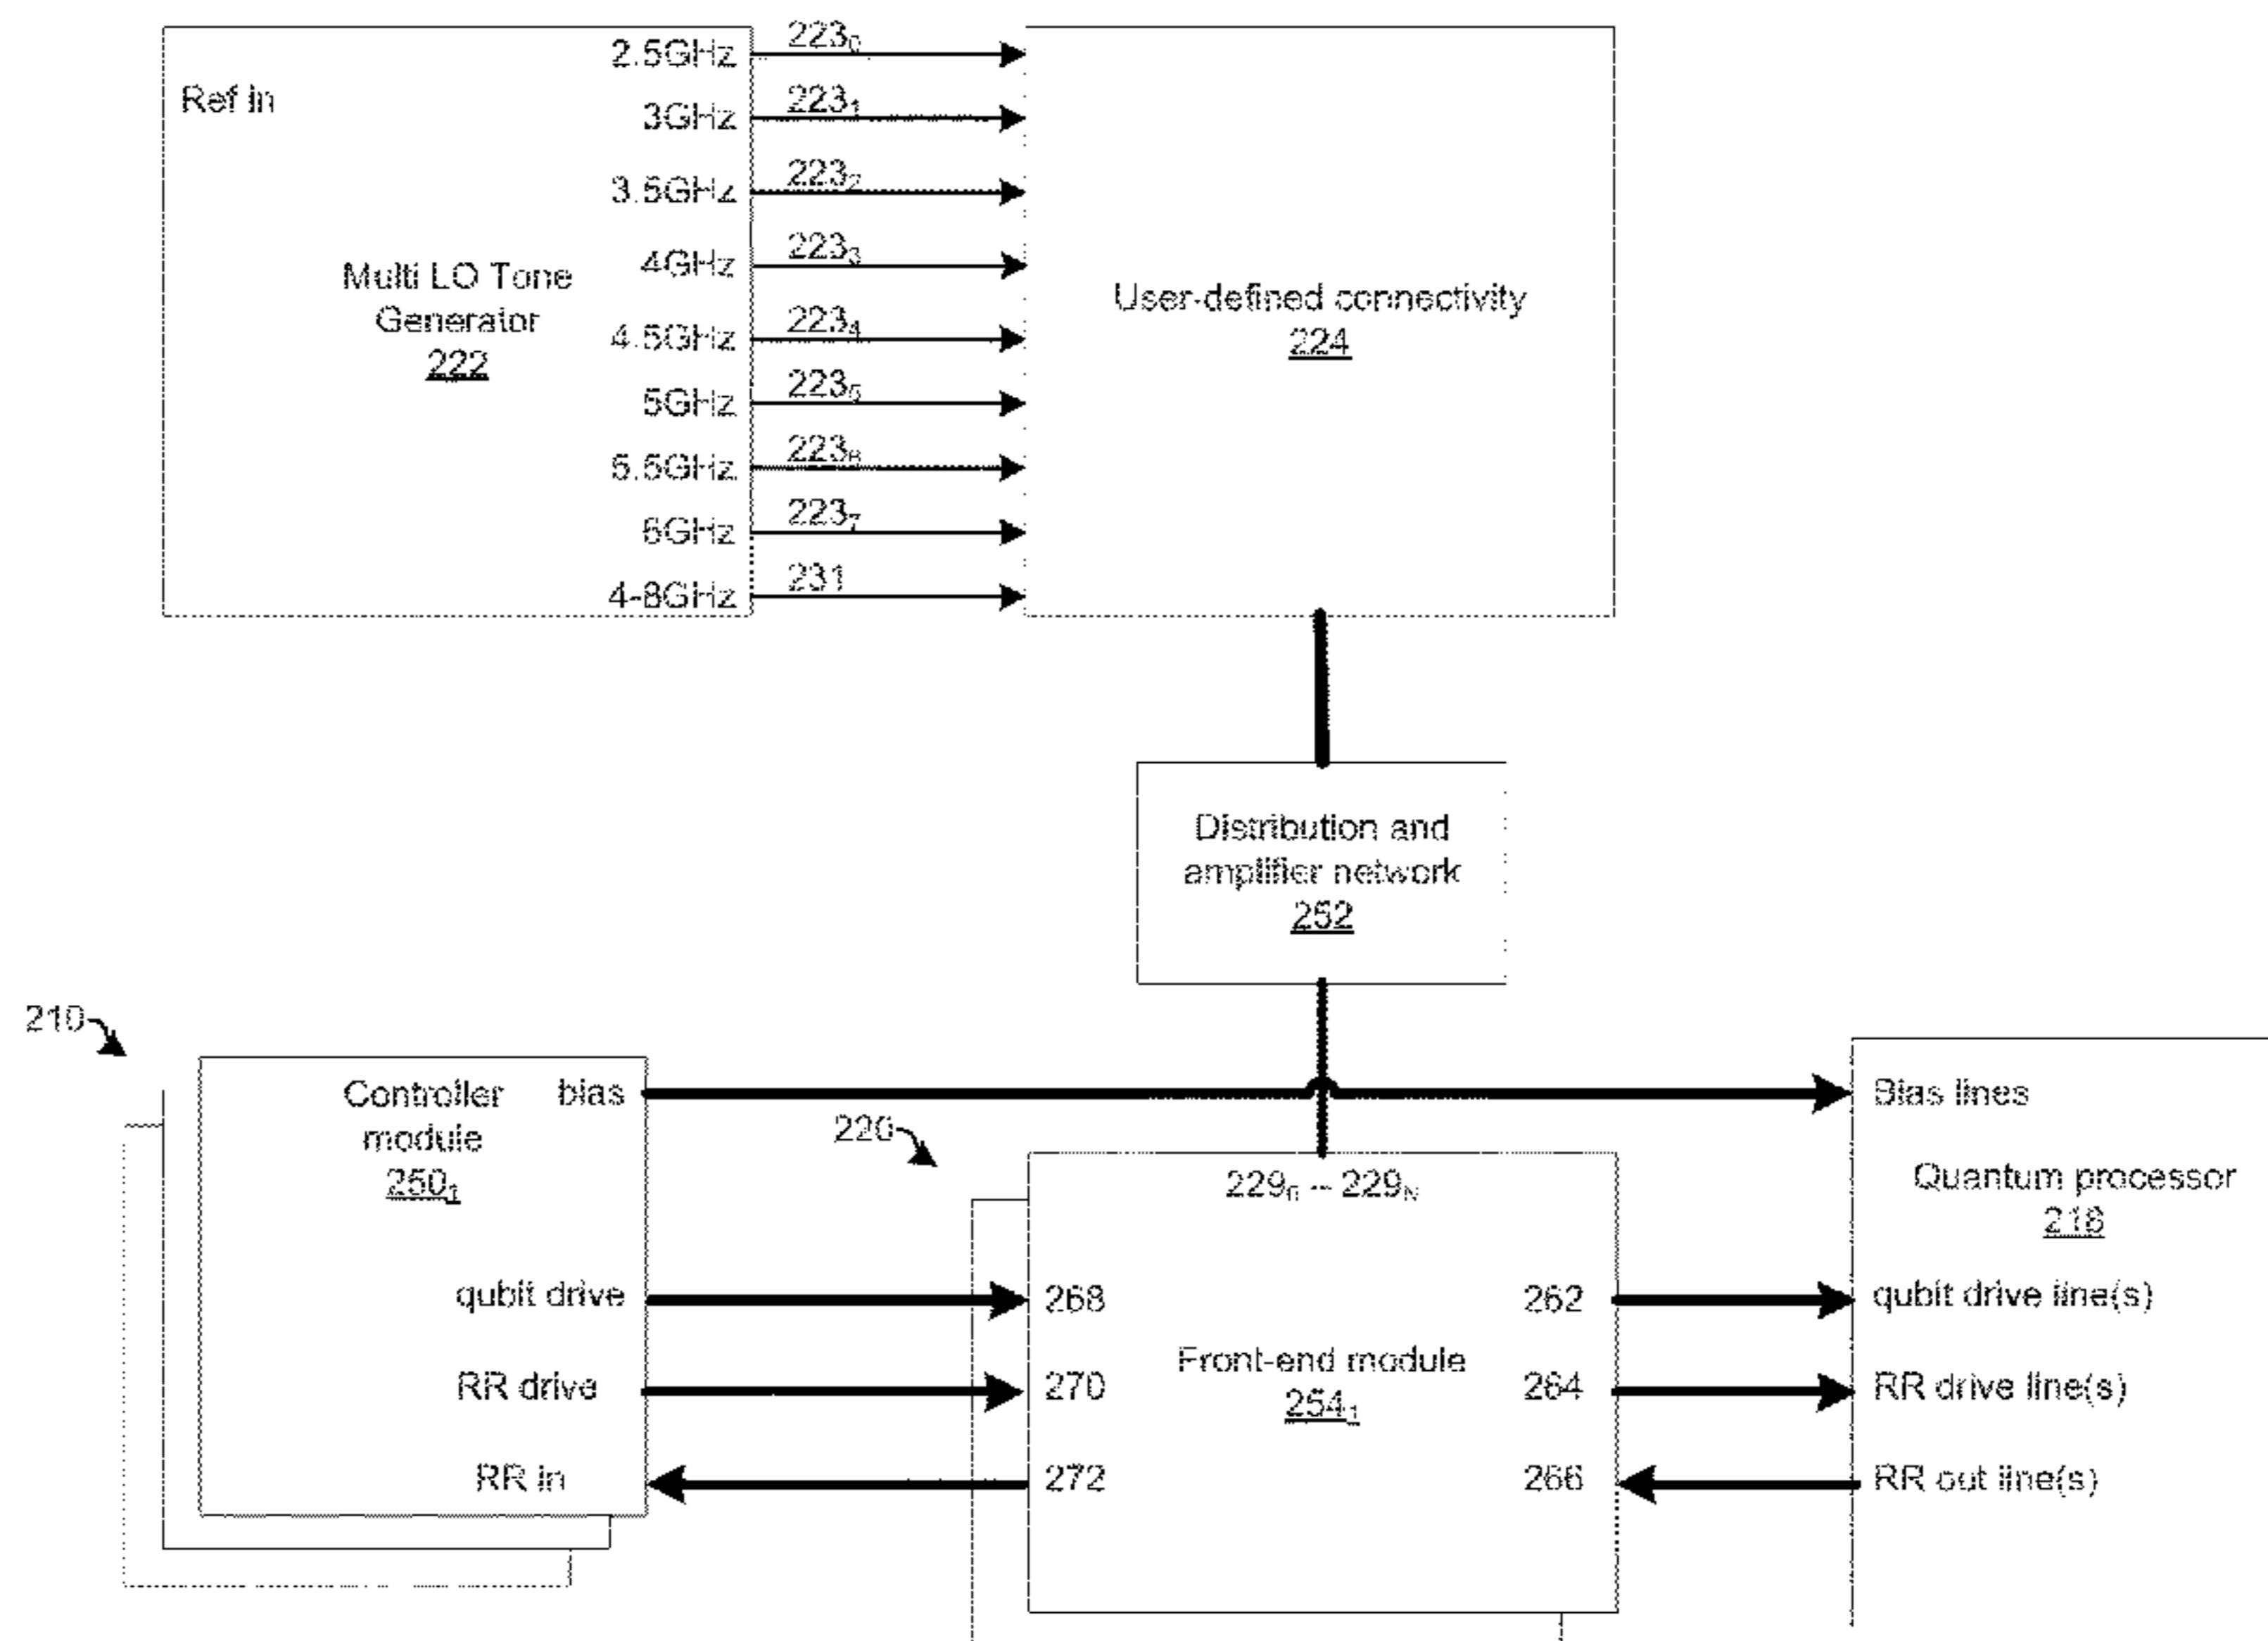 Ref In
2.5GHz 223₀
3GHz 223₁
3.5GHz 223₂
4GHz 223₃
4.5GHz 223₄
5GHz 223₅
5.5GHz 223₆
6GHz 223₇
4-8GHz 231
Multi LO Tone
Generator
222
User-defined connectivity
224
Distribution and
amplifier network
252
210
Controller
module
250₁
bias
qubit drive
RR drive
RR in
220
229₀ – 229ₙ
268
270
272
Front-end module
254₁
262
264
266
Bias lines
Quantum processor
218
qubit drive line(s)
RR drive line(s)
RR out line(s)